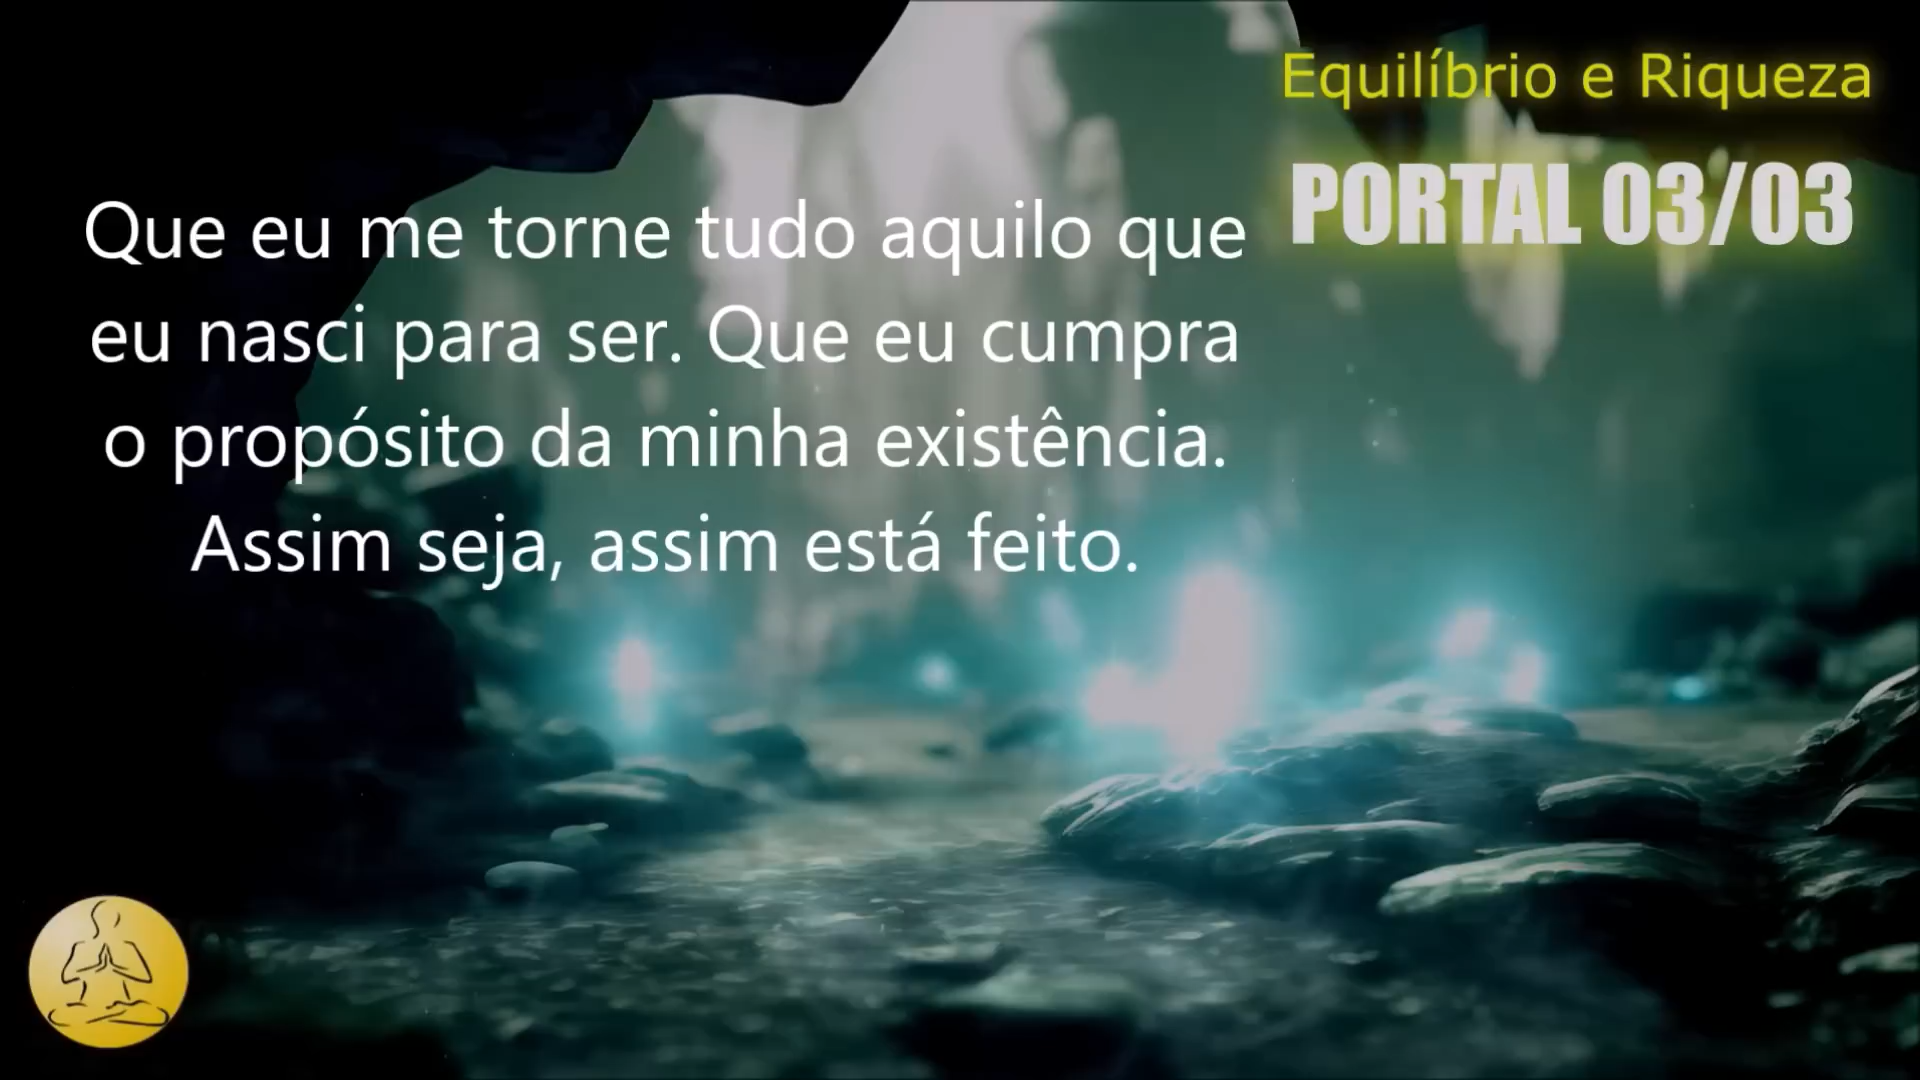 Equilíbrio e Riqueza
PORTAL 03/03
Que eu me torne tudo aquilo que
eu nasci para ser. Que eu cumpra
o propósito da minha existência.
Assim seja, assim está feito.